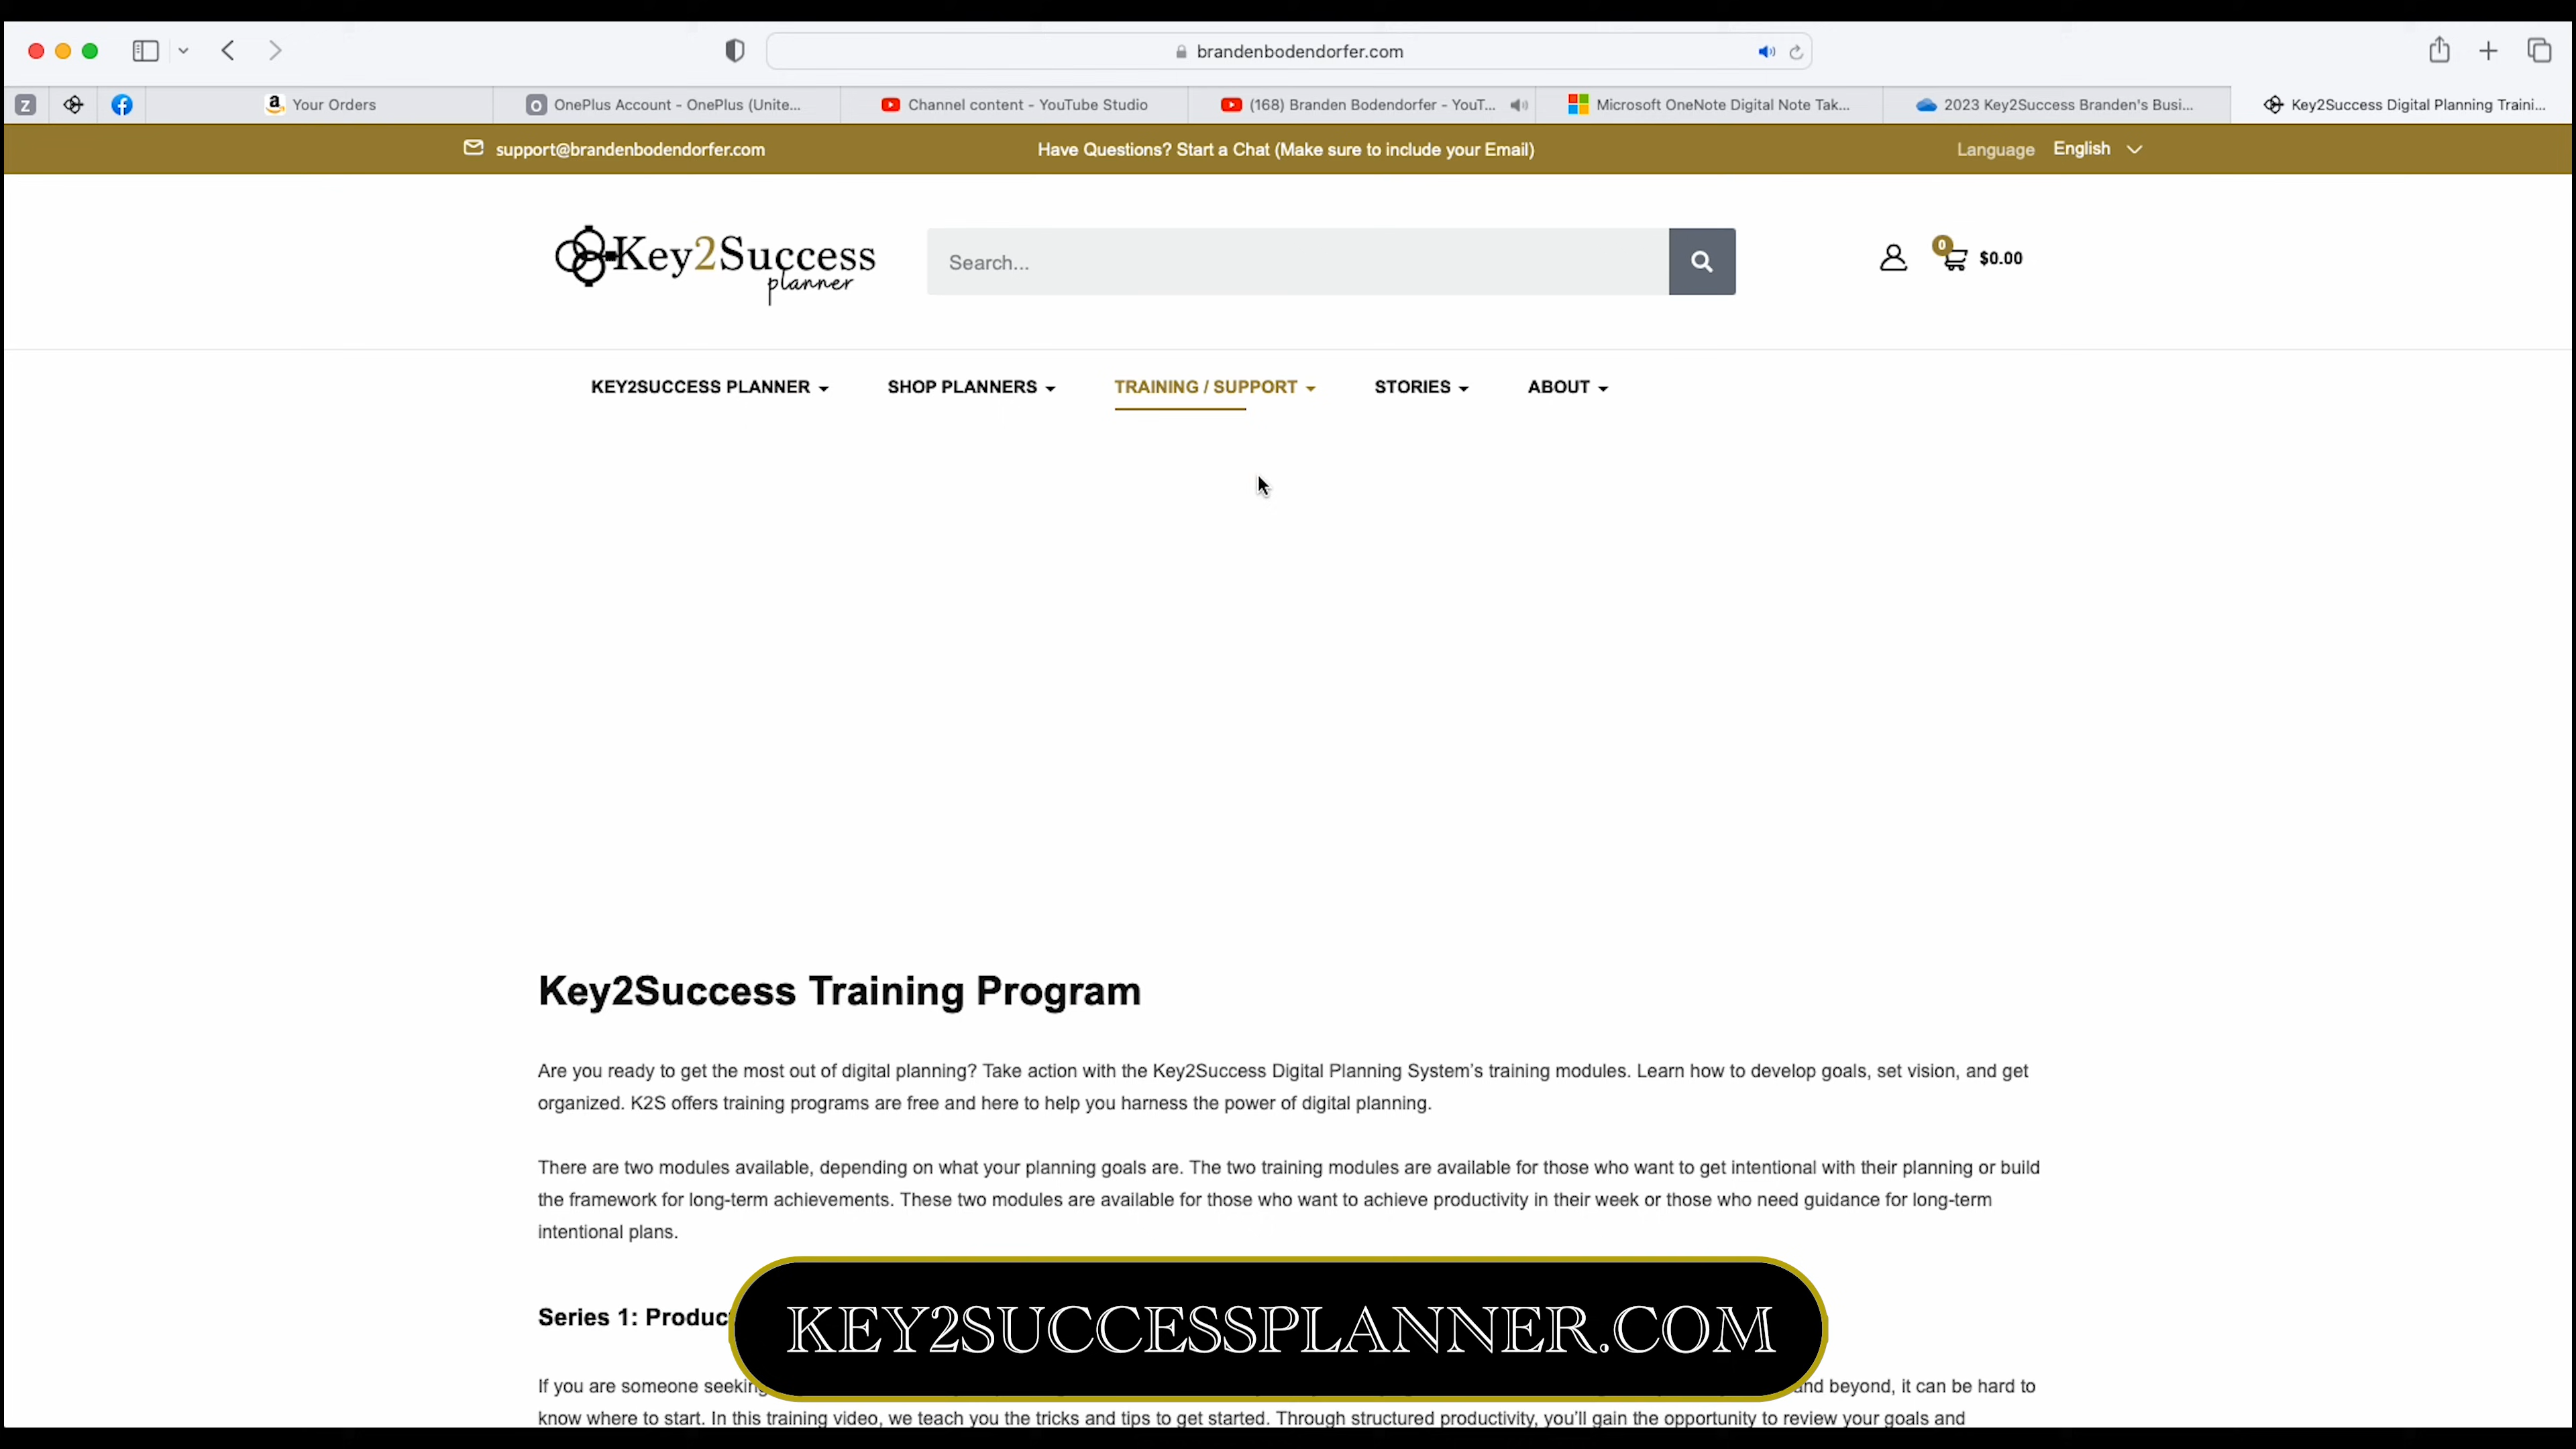 brandenbodendorfer.com
Z
Your Orders
O
OnePlus Account - OnePlus (Unite...
Channel content - YouTube Studio
(168) Branden Bodendorfer - YouT...
Microsoft OneNote Digital Note Tak...
2023 Key2Success Branden's Busi...
Key2Success Digital Planning Traini...
support@brandenbodendorfer.com
Have Questions? Start a Chat (Make sure to include your Email)
Language English
Key2Success
planner
Search...
0
$0.00
KEY2SUCCESS PLANNER
SHOP PLANNERS
TRAINING / SUPPORT
STORIES
ABOUT
Key2Success Training Program
Are you ready to get the most out of digital planning? Take action with the Key2Success Digital Planning System's training modules. Learn how to develop goals, set vision, and get
organized. K2S offers training programs are free and here to help you harness the power of digital planning.
There are two modules available, depending on what your planning goals are. The two training modules are available for those who want to get intentional with their planning or build
the framework for long-term achievements. These two modules are available for those who want to achieve productivity in their week or those who need guidance for long-term
intentional plans.
Series 1: Produc
KEY2SUCCESSPLANNER.COM
If you are someone seeking and beyond, it can be hard to
know where to start. In this training video, we teach you the tricks and tips to get started. Through structured productivity, you'll gain the opportunity to review your goals and